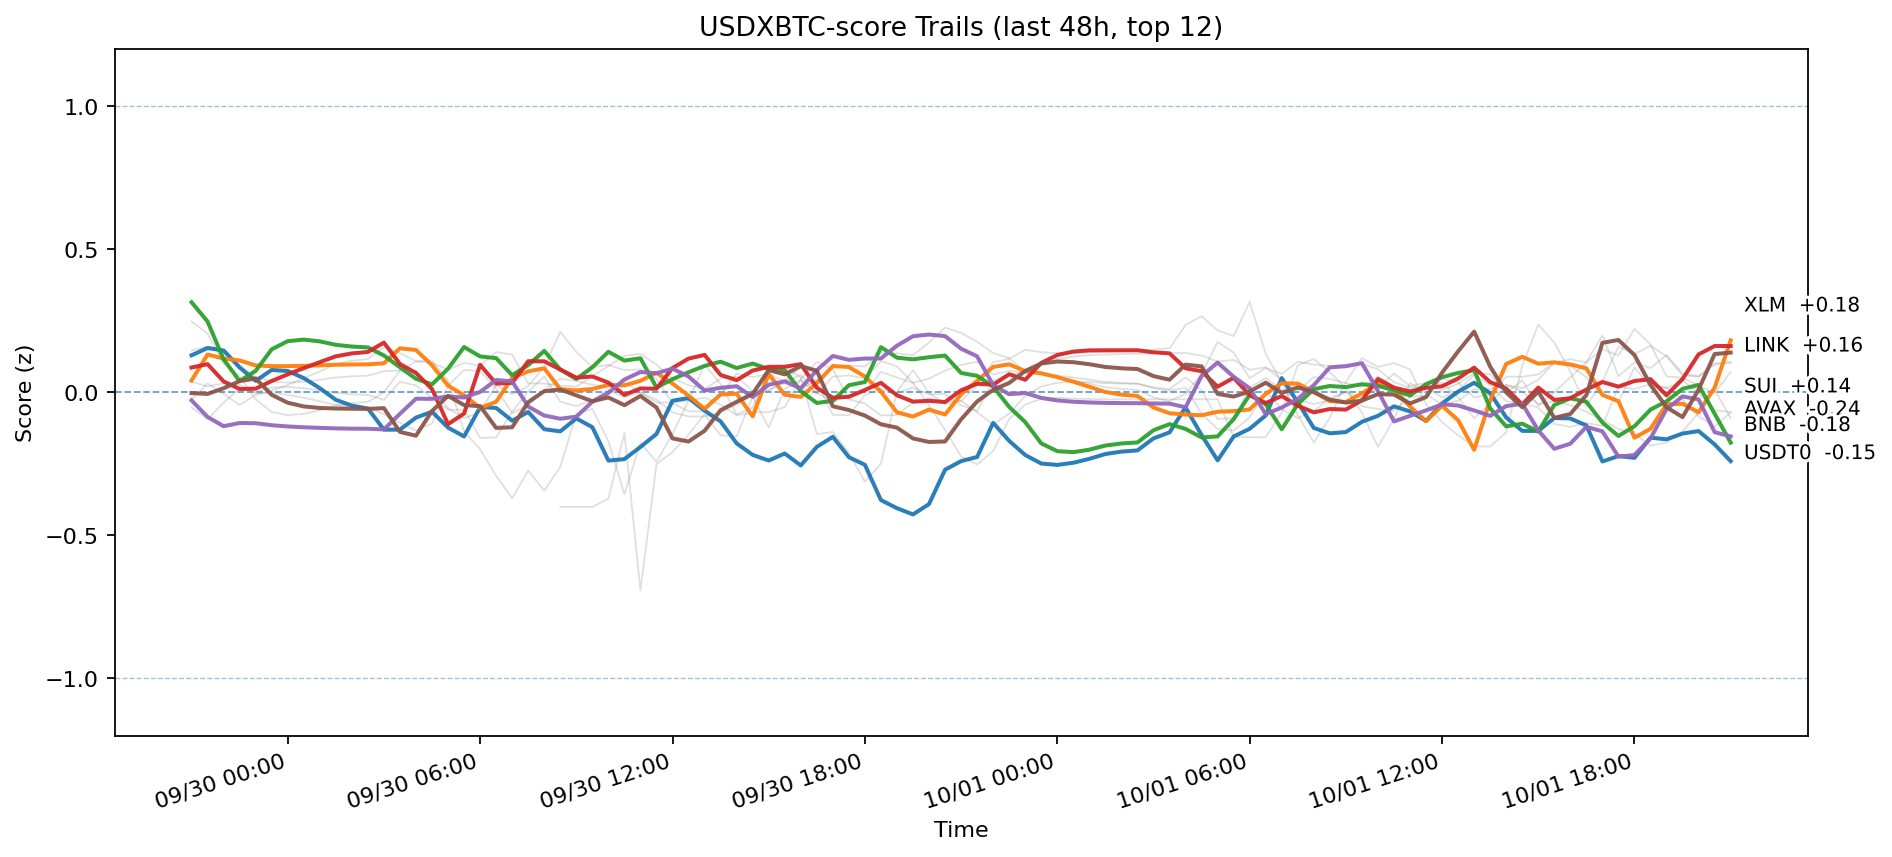 USDXBTC-score Trails (last 48h, top 12)
Score (z)
1.0
0.5
0.0
−0.5
−1.0
XLM +0.18
LINK +0.16
SUI +0.14
AVAX -0.24
BNB -0.18
USDT0 -0.15
09/30 00:00
09/30 06:00
09/30 12:00
09/30 18:00
10/01 00:00
10/01 06:00
10/01 12:00
10/01 18:00
Time